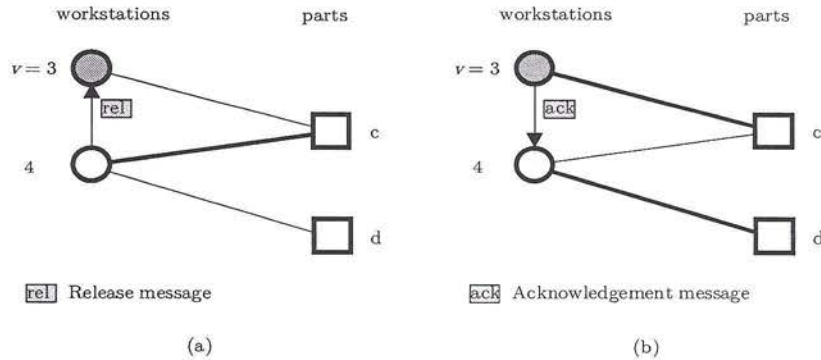 workstations parts
v = 3
rel
c
4
d
rel Release message
(a)
workstations parts
v = 3
ack
c
4
d
ack Acknowledgement message
(b)